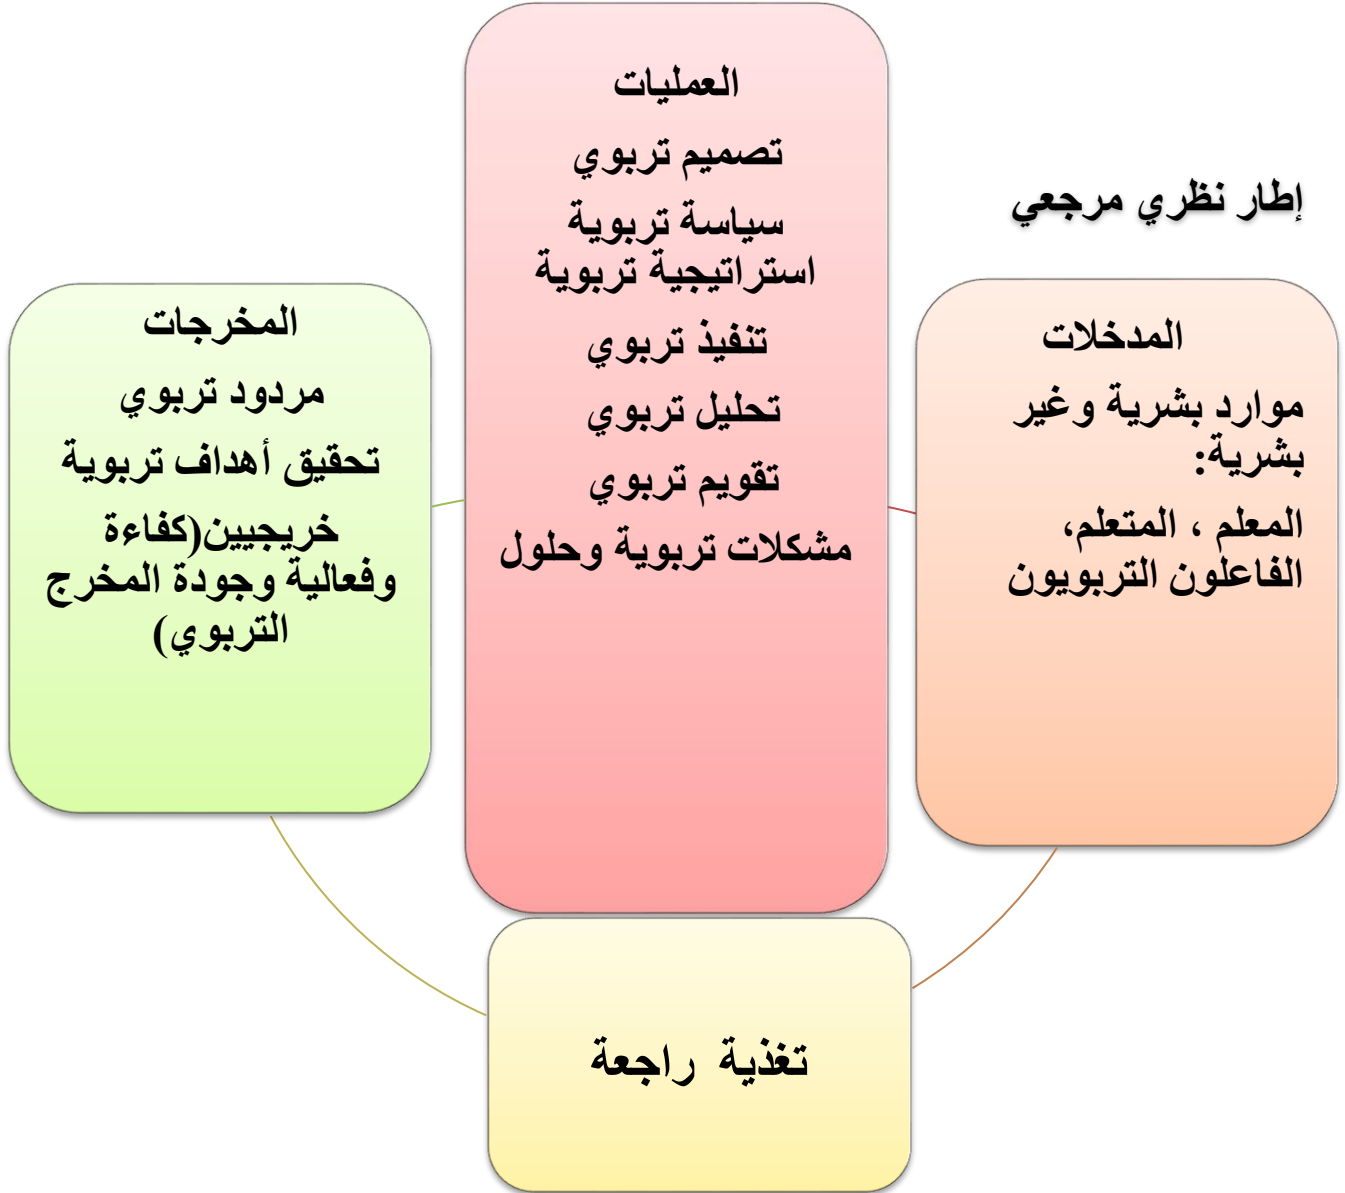 إطار نظري مرجعي
المدخلات
موارد بشرية وغير
بشرية:
المعلم ، المتعلم،
الفاعلون التربويون
العمليات
تصميم تربوي
سياسة تربوية
استراتيجية تربوية
تنفيذ تربوي
تحليل تربوي
تقويم تربوي
مشكلات تربوية وحلول
المخرجات
مردود تربوي
تحقيق أهداف تربوية
خريجيين(كفاءة
وفعالية وجودة المخرج
التربوي)
تغذية راجعة